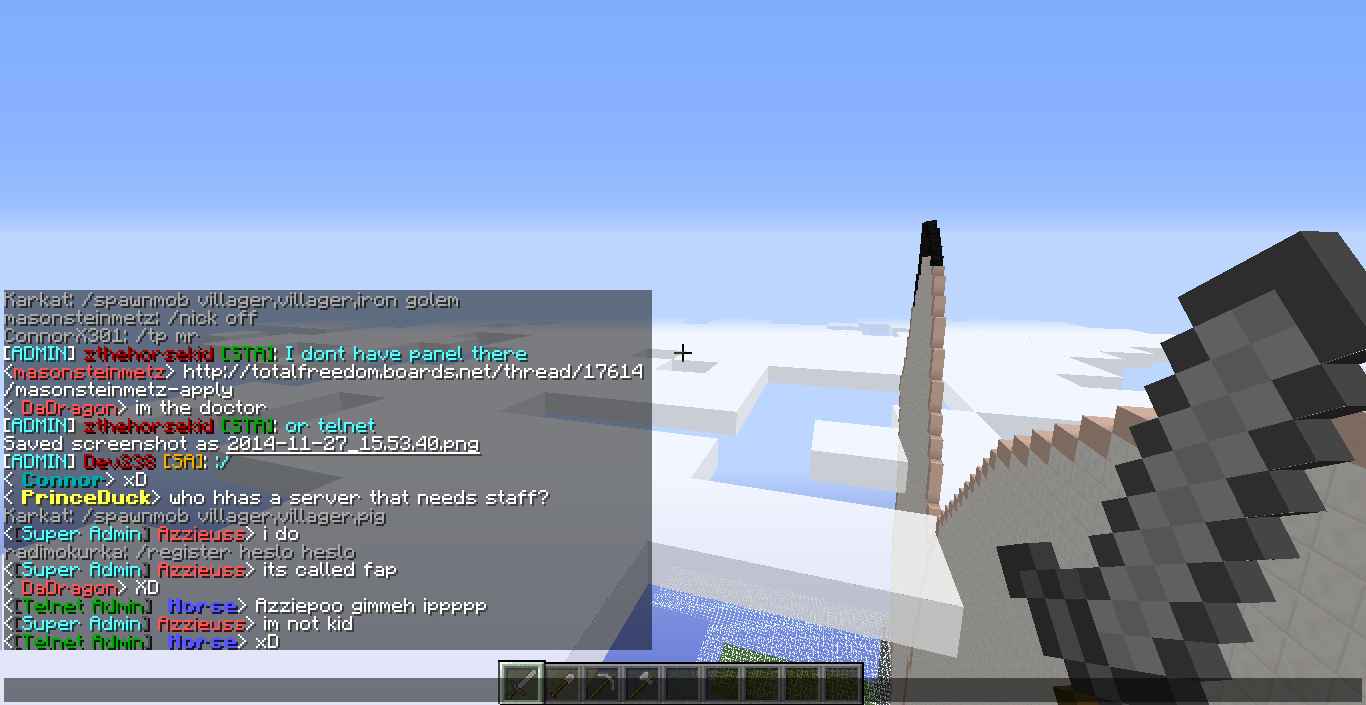 Karkat: /spawnmob villager,villager,iron golem
masonsteinmetz: /nick off
ConnorX301: /tp mr.
[ADMIN] zthehorsekid [STA]: I dont have panel there
<masonsteinmetz> http://totalfreedom.boards.net/thread/17614
/masonsteinmetz-apply
< DaDragon> im the doctor
[ADMIN] zthehorsekid [STA]: or telnet
Saved screenshot as 2014-11-27_15.53.40.png
[ADMIN] Dev238 [SA]: :/
< Connor> xD
< PrinceDuck> who hhas a server that needs staff?
Karkat: /spawnmob villager,villager,pig
<[Super Admin] Azzieuss> i do
radimokurka: /register heslo heslo
<[Super Admin] Azzieuss> its called fap
< DaDragon> XD
<[Telnet Admin] Horse> Azziepoo gimmeh ippppp
<[Super Admin] Azzieuss> im not kid
<[Telnet Admin] Horse> xD